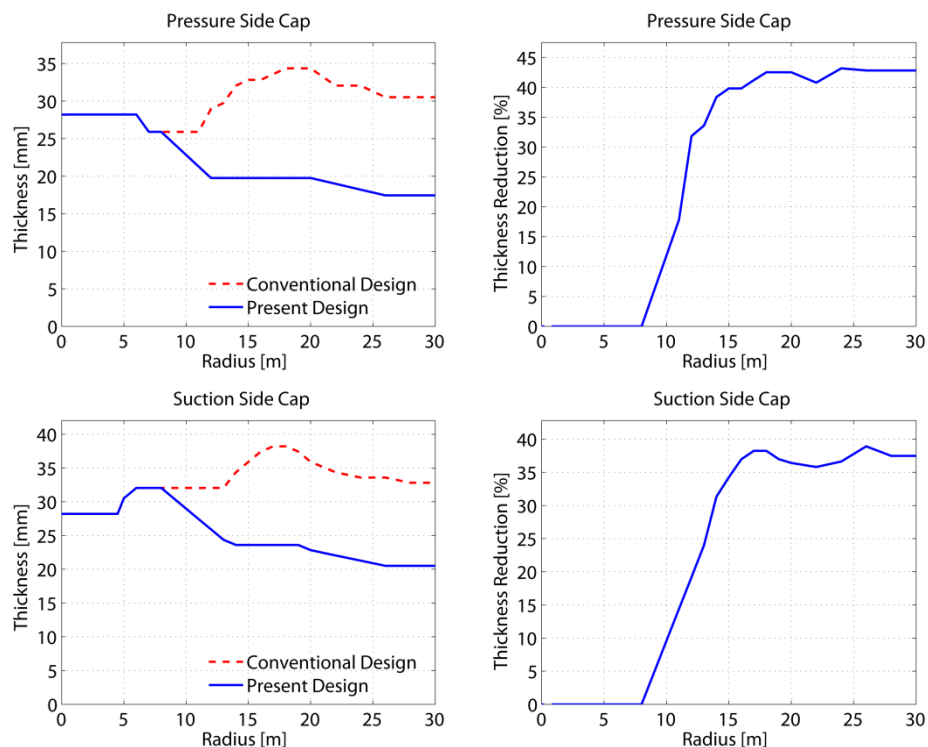 Pressure Side Cap
Thickness [mm]
35
30
25
20
15
10
5
0
0 5 10 15 20 25 30
Radius [m]
Conventional Design
Present Design
Pressure Side Cap
Thickness Reduction [%]
45
40
35
30
25
20
15
10
5
0
0 5 10 15 20 25 30
Radius [m]
Suction Side Cap
Thickness [mm]
40
35
30
25
20
15
10
5
0
0 5 10 15 20 25 30
Radius [m]
Conventional Design
Present Design
Suction Side Cap
Thickness Reduction [%]
40
35
30
25
20
15
10
5
0
0 5 10 15 20 25 30
Radius [m]